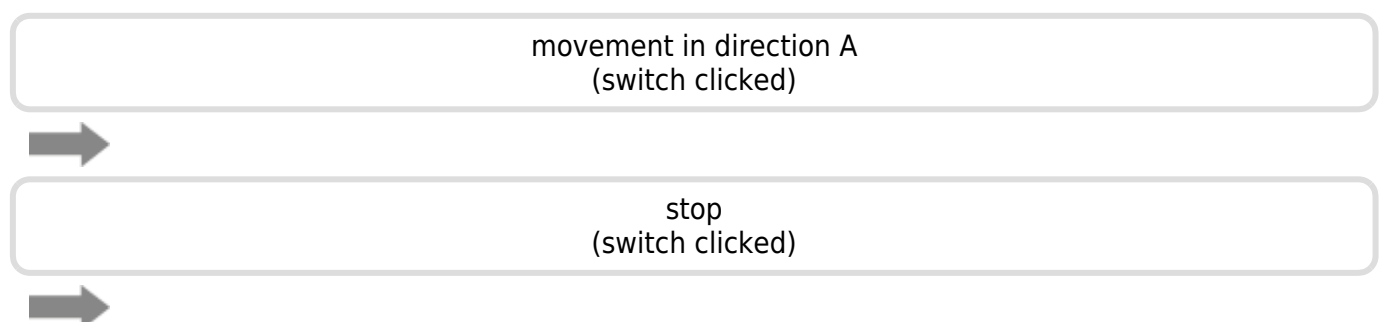 movement in direction A
(switch clicked)
stop
(switch clicked)